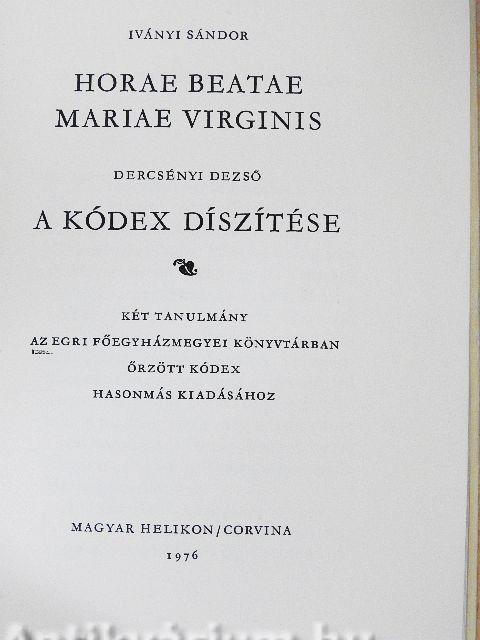 IVÁNYI SÁNDOR
HORAE BEATAE
MARIAE VIRGINIS
DERCSÉNYI DEZSŐ
A KÓDEX DÍSZÍTÉSE
KÉT TANULMÁNY
AZ EGRI FŐEGYHÁZMEGYEI KÖNYVTÁRBAN
ŐRZÖTT KÓDEX
HASONMÁS KIADÁSÁHOZ
MAGYAR HELIKON/CORVINA
1976